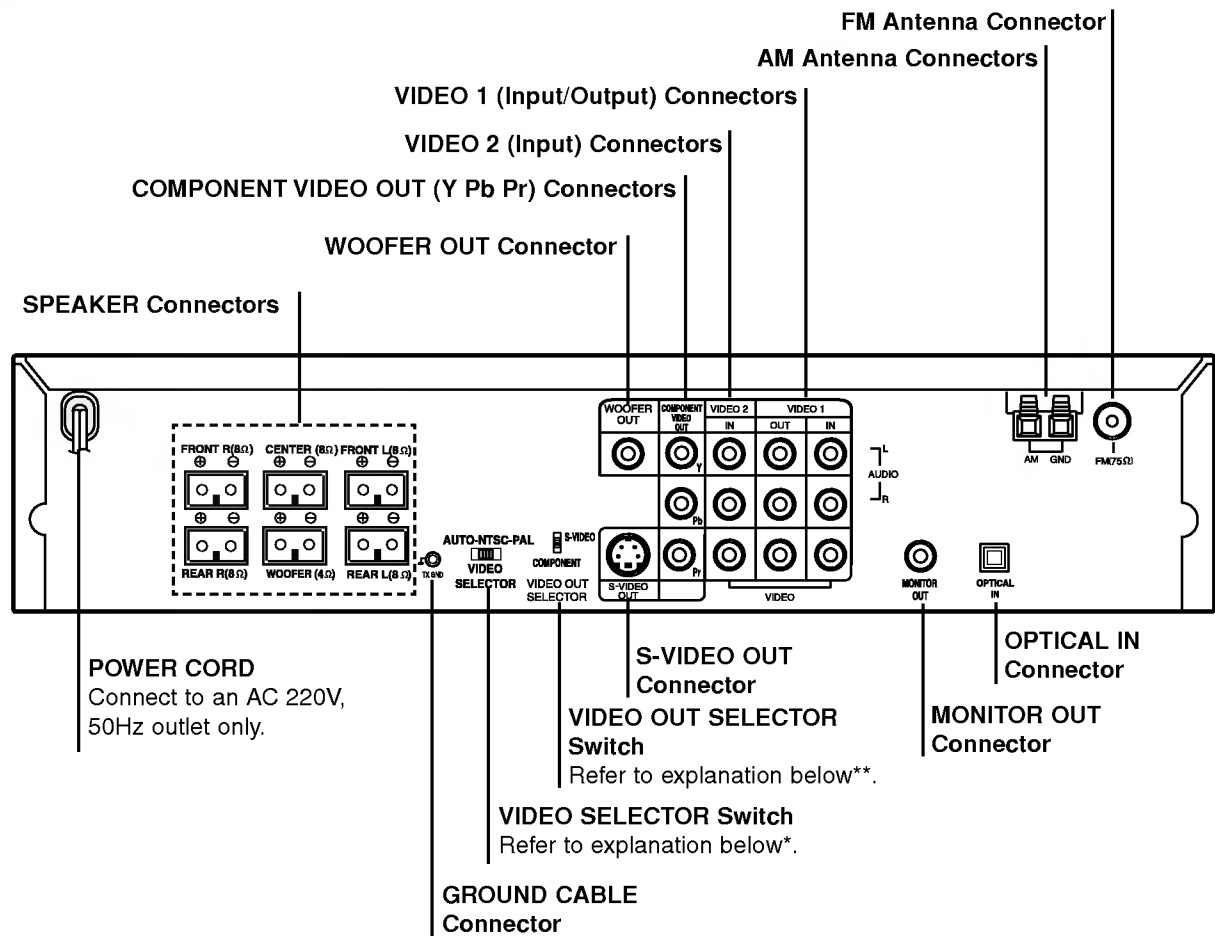 FM Antenna Connector
AM Antenna Connectors
VIDEO 1 (Input/Output) Connectors
VIDEO 2 (Input) Connectors
COMPONENT VIDEO OUT (Y Pb Pr) Connectors
WOOFER OUT Connector
SPEAKER Connectors
WOOFER OUT
COMPONENT VIDEO OUT
VIDEO 2
VIDEO 1
IN
OUT
IN
Y
Pb
Pr
L
AUDIO
R
AM GND
FM(75Ω)
FRONT R(8Ω) CENTER (8Ω) FRONT L(8Ω)
⊕ ⊖ ⊕ ⊖ ⊕ ⊖
⊕ ⊖ ⊕ ⊖ ⊕ ⊖
REAR R(8Ω) WOOFER (4Ω) REAR L(8Ω)
TX GND
AUTO-NTSC-PAL
VIDEO
SELECTOR
S-VIDEO
COMPONENT
VIDEO OUT
SELECTOR
S-VIDEO
OUT
VIDEO
MONITOR
OUT
OPTICAL
IN
POWER CORD
Connect to an AC 220V,
50Hz outlet only.
S-VIDEO OUT
Connector
OPTICAL IN
Connector
VIDEO OUT SELECTOR
Switch
Refer to explanation below**.
MONITOR OUT
Connector
VIDEO SELECTOR Switch
Refer to explanation below*.
GROUND CABLE
Connector